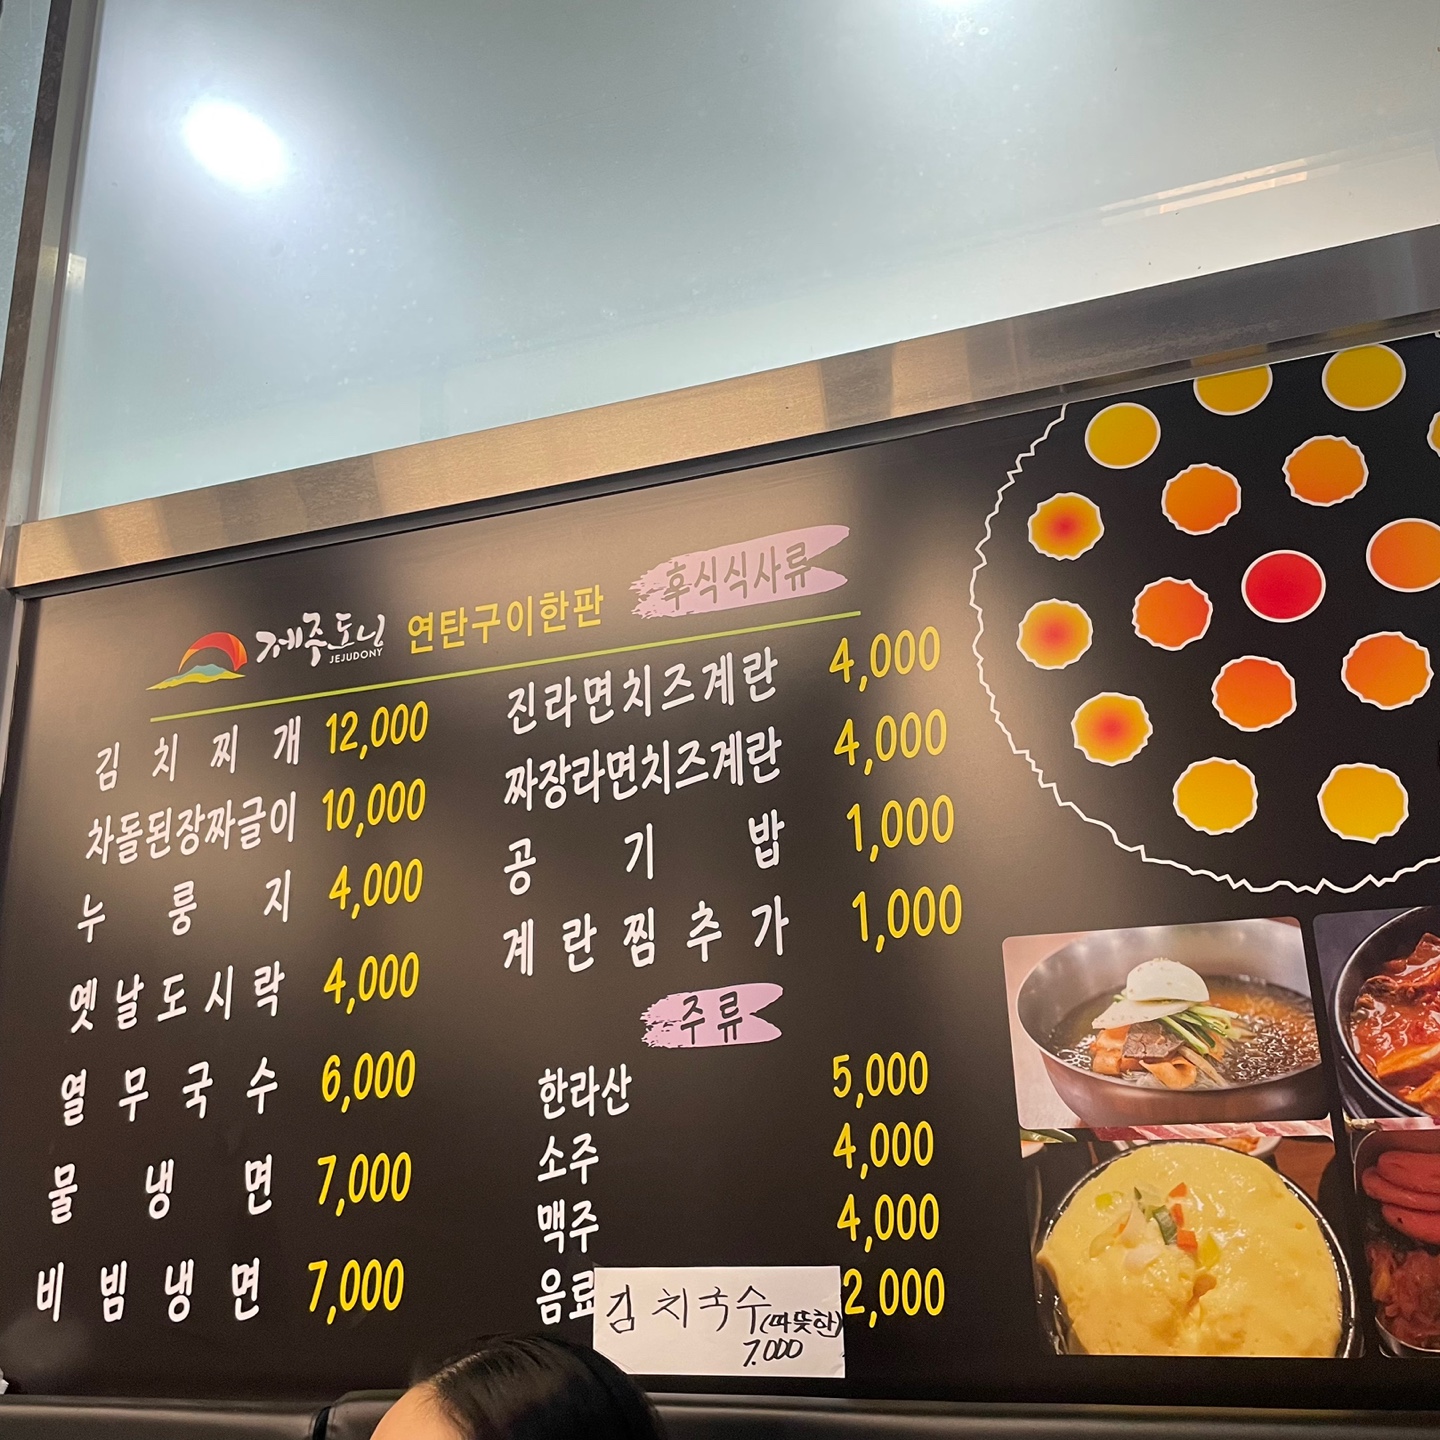 제주도니 JEJUDONY 연탄구이한판 후식식사류
김치찌개 12,000
차돌된장짜글이 10,000
누룽지 4,000
옛날도시락 4,000
열무국수 6,000
물냉면 7,000
비빔냉면 7,000
진라면치즈계란 4,000
짜장라면치즈계란 4,000
공기밥 1,000
계란찜추가 1,000
주류
한라산 5,000
소주 4,000
맥주 4,000
음료 2,000
김치국수(따뜻한)
7.000